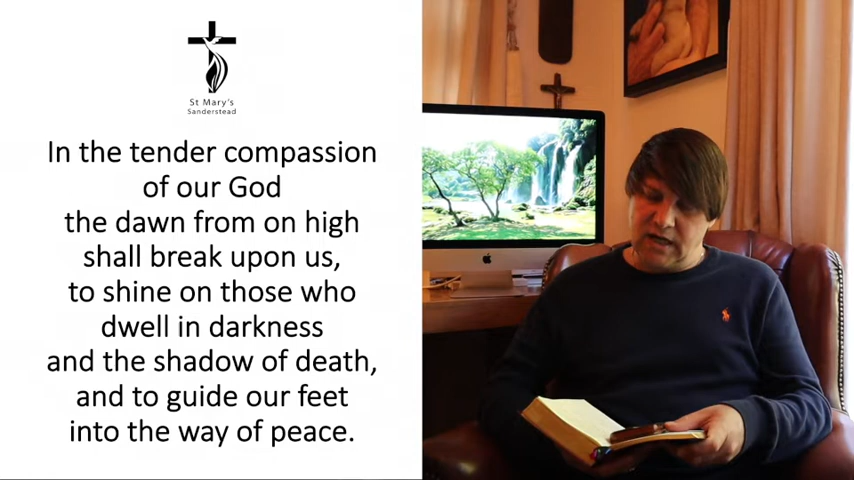 St Mary's
Sanderstead
In the tender compassion
of our God
the dawn from on high
shall break upon us,
to shine on those who
dwell in darkness
and the shadow of death,
and to guide our feet
into the way of peace.